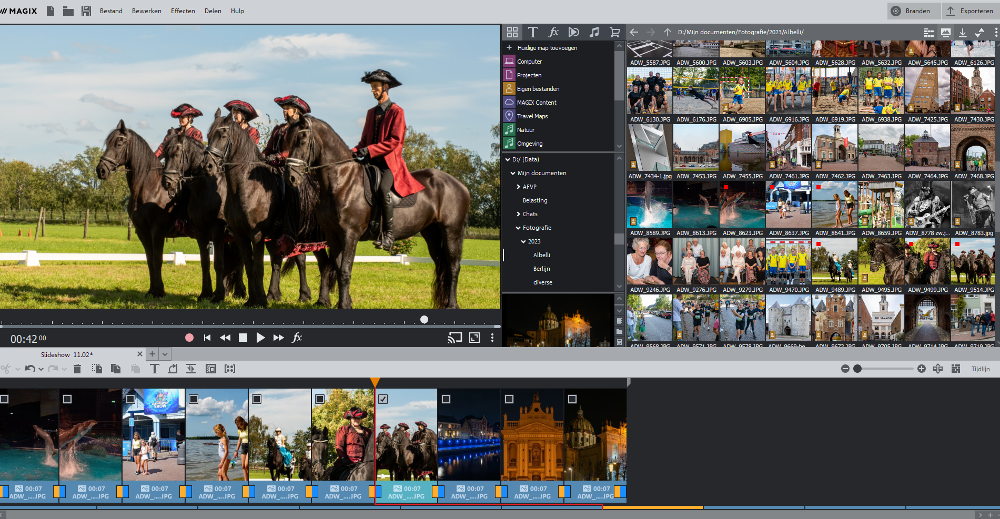 MAGIX
Bestand Bewerken Effecten Delen Hulp
Branden Exporteren
D:/Mijn documenten/Fotografie/2023/Albelli/
Huidige map toevoegen
Computer
Projecten
Eigen bestanden
MAGIX Content
Travel Maps
Natuur
Omgeving
D:/ (Data)
Mijn documenten
AFVP
Belasting
Chats
Fotografie
2023
Albelli
Berlijn
diverse
ADW_5587.JPG ADW_5600.JPG ADW_5603.JPG ADW_5604.JPG ADW_5628.JPG ADW_5632.JPG ADW_5645.JPG ADW_6126.JPG
ADW_6130.JPG ADW_6176.JPG ADW_6905.JPG ADW_6916.JPG ADW_6919.JPG ADW_6938.JPG ADW_7425.JPG ADW_7430.JPG
ADW_7434-1.jpg ADW_7453.JPG ADW_7455.JPG ADW_7461.JPG ADW_7462.JPG ADW_7463.JPG ADW_7464.JPG ADW_7468.JPG
ADW_8589.JPG ADW_8613.JPG ADW_8623.JPG ADW_8637.JPG ADW_8641.JPG ADW_8659.JPG ADW_8778 zw.j... ADW_8783.jpg
ADW_9246.JPG ADW_9276.JPG ADW_9279.JPG ADW_9470.JPG ADW_9489.JPG ADW_9495.JPG ADW_9499.JPG ADW_9514.JPG
DE MAAGD
ADW_9568.JPG ADW_9571.JPG ADW_9578.JPG ADW_9669-be... ADW_9672.JPG ADW_9705.JPG ADW_9714.JPG ADW_9719.JPG
00:42 00
fx
Slideshow 11.02*
Tijdlijn
SHOW
00:07 00:07 00:07 00:07 00:07 00:07 00:07 00:07 00:07 00:07
ADW_....JPG ADW_....JPG ADW_....JPG ADW_....JPG ADW_....JPG ADW_....JPG ADW_....JPG ADW_....JPG ADW_....JPG ADW_....JPG